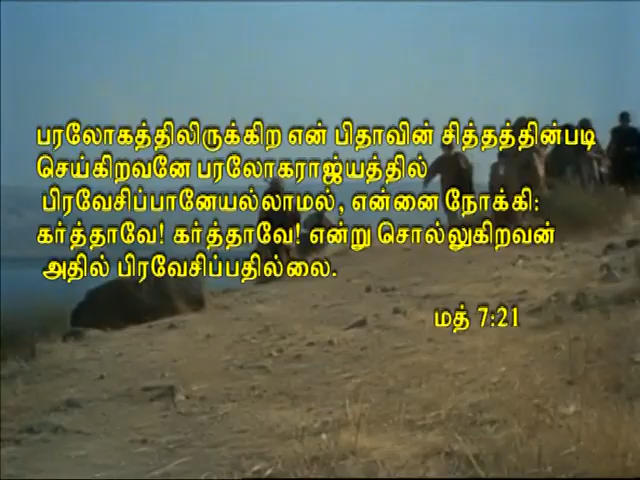 பரலோகத்திலிருக்கிற என் பிதாவின் சித்தத்தின்படி
செய்கிறவனே பரலோகராஜ்யத்தில்
பிரவேசிப்பானேயல்லாமல், என்னை நோக்கி:
கர்த்தாவே! கர்த்தாவே! என்று சொல்லுகிறவன்
அதில் பிரவேசிப்பதில்லை.
மத் 7:21